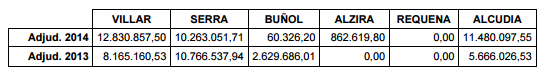 VILLAR SERRA BUÑOL ALZIRA REQUENA ALCUDIA
Adjud. 2014 12.830.857,50 10.263.051,71 60.326,20 862.619,80 0,00 11.480.097,55
Adjud. 2013 8.165.160,53 10.766.537,94 2.629.686,01 0,00 0,00 5.666.026,53